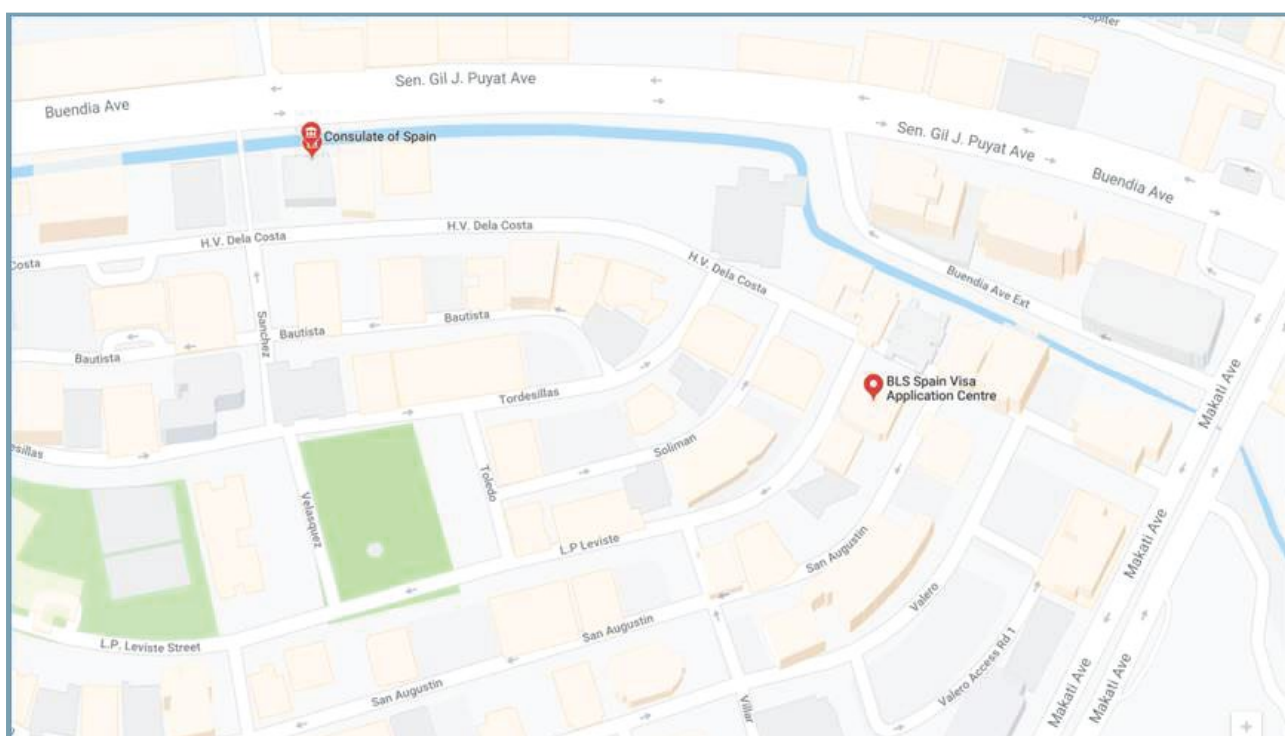 Jupiter
Sen. Gil J. Puyat Ave
Buendia Ave
Consulate of Spain
Sen. Gil J. Puyat Ave
Buendia Ave
H.V. Dela Costa
H.V. Dela Costa
Costa
H.V. Dela Costa
Buendia Ave Ext
Sanchez
Bautista
Bautista
Bautista
BLS Spain Visa
Application Centre
Makati Ave
Tordesillas
esillas
Soliman
Toledo
Velasquez
L.P Leviste
San Augustin
Makati Ave
Valero
San Augustin
L.P. Leviste Street
Valero Access Rd 1
San Augustin
Villar
Makati Ave
Makati Ave